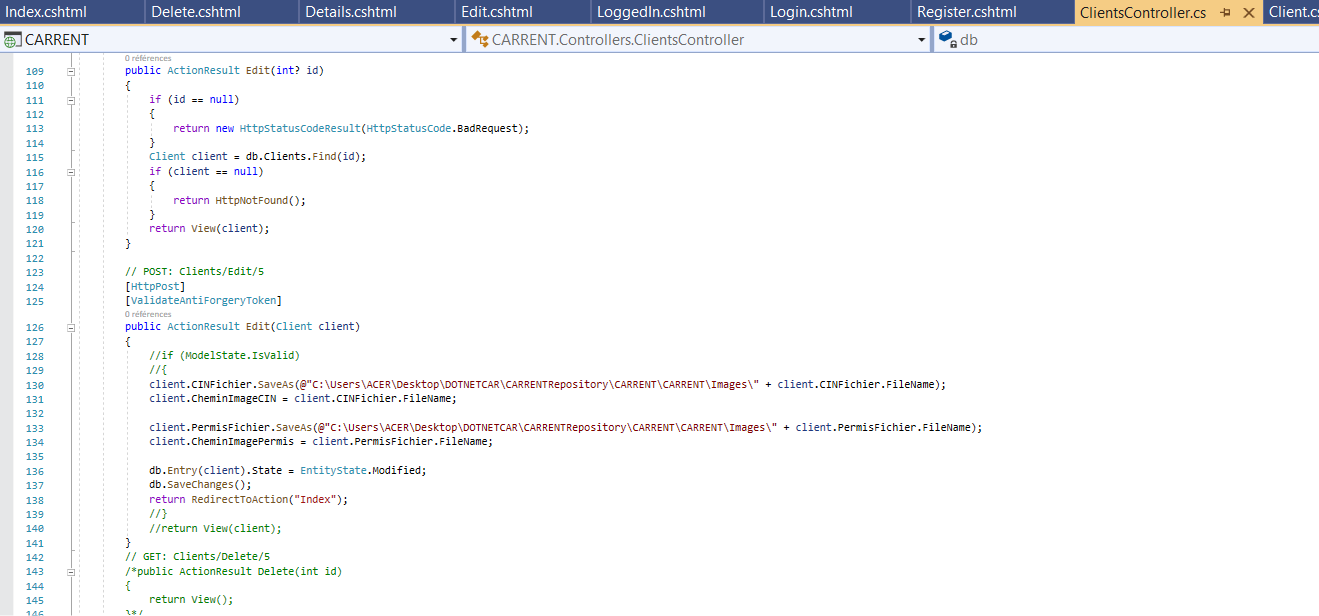 Index.cshtml Delete.cshtml Details.cshtml Edit.cshtml LoggedIn.cshtml Login.cshtml Register.cshtml ClientsController.cs Client.cs
CARRENT CARRENT.Controllers.ClientsController db
0 références
109 public ActionResult Edit(int? id)
110 {
111 if (id == null)
112 {
113 return new HttpStatusCodeResult(HttpStatusCode.BadRequest);
114 }
115 Client client = db.Clients.Find(id);
116 if (client == null)
117 {
118 return HttpNotFound();
119 }
120 return View(client);
121 }
122
123 // POST: Clients/Edit/5
124 [HttpPost]
125 [ValidateAntiForgeryToken]
0 références
126 public ActionResult Edit(Client client)
127 {
128 //if (ModelState.IsValid)
129 //{
130 client.CINFichier.SaveAs(@"C:\Users\ACER\Desktop\DOTNETCAR\CARRENTRepository\CARRENT\CARRENT\Images\" + client.CINFichier.FileName);
131 client.CheminImageCIN = client.CINFichier.FileName;
132
133 client.PermisFichier.SaveAs(@"C:\Users\ACER\Desktop\DOTNETCAR\CARRENTRepository\CARRENT\CARRENT\Images\" + client.PermisFichier.FileName);
134 client.CheminImagePermis = client.PermisFichier.FileName;
135
136 db.Entry(client).State = EntityState.Modified;
137 db.SaveChanges();
138 return RedirectToAction("Index");
139 //}
140 //return View(client);
141 }
142 // GET: Clients/Delete/5
143 /*public ActionResult Delete(int id)
144 {
145 return View();
146 }*/